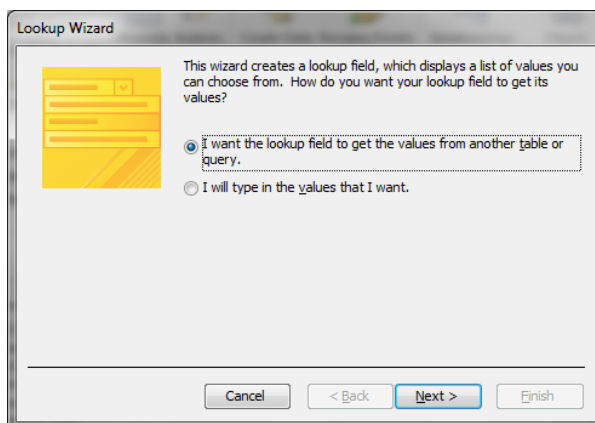 Lookup Wizard
This wizard creates a lookup field, which displays a list of values you
can choose from. How do you want your lookup field to get its
values?
I want the lookup field to get the values from another table or
query.
I will type in the values that I want.
Cancel
< Back
Next >
Finish